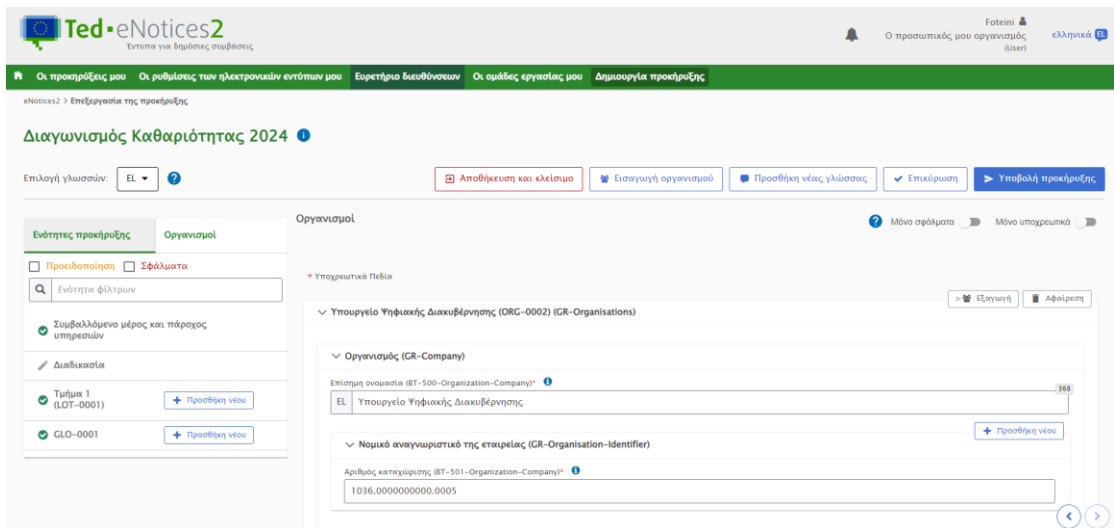 Ted eNotices2
Έντυπα για δημόσιες συμβάσεις
Foteini
Ο προσωπικός μου οργανισμός
(User)
ελληνικά EL
Οι προκηρύξεις μου Οι ρυθμίσεις των ηλεκτρονικών εντύπων μου Ευρετήριο διευθύνσεων Οι ομάδες εργασίας μου Δημιουργία προκήρυξης
eNotices2 > Επεξεργασία της προκήρυξης
Διαγωνισμός Καθαριότητας 2024
Επιλογή γλωσσών: EL
Αποθήκευση και κλείσιμο
Εισαγωγή οργανισμού
Προσθήκη νέας γλώσσας
Επικύρωση
Υποβολή προκήρυξης
Ενότητες προκήρυξης Οργανισμοί
Προειδοποίηση Σφάλματα
Ενότητα φίλτρων
Συμβαλλόμενο μέρος και πάροχος
υπηρεσιών
Διαδικασία
Τμήμα 1
(LOT-0001)
+ Προσθήκη νέου
GLO-0001
+ Προσθήκη νέου
Οργανισμοί
Μόνο σφάλματα
Μόνο υποχρεωτικά
* Υποχρεωτικά Πεδία
> Εξαγωγή
Αφαίρεση
Υπουργείο Ψηφιακής Διακυβέρνησης (ORG-0002) (GR-Organisations)
Οργανισμός (GR-Company)
Επίσημη ονομασία (BT-500-Organization-Company)*
368
EL Υπουργείο Ψηφιακής Διακυβέρνησης
+ Προσθήκη νέου
Νομικό αναγνωριστικό της εταιρείας (GR-Organisation-Identifier)
Αριθμός καταχώρισης (BT-501-Organization-Company)*
1036.0000000000.0005